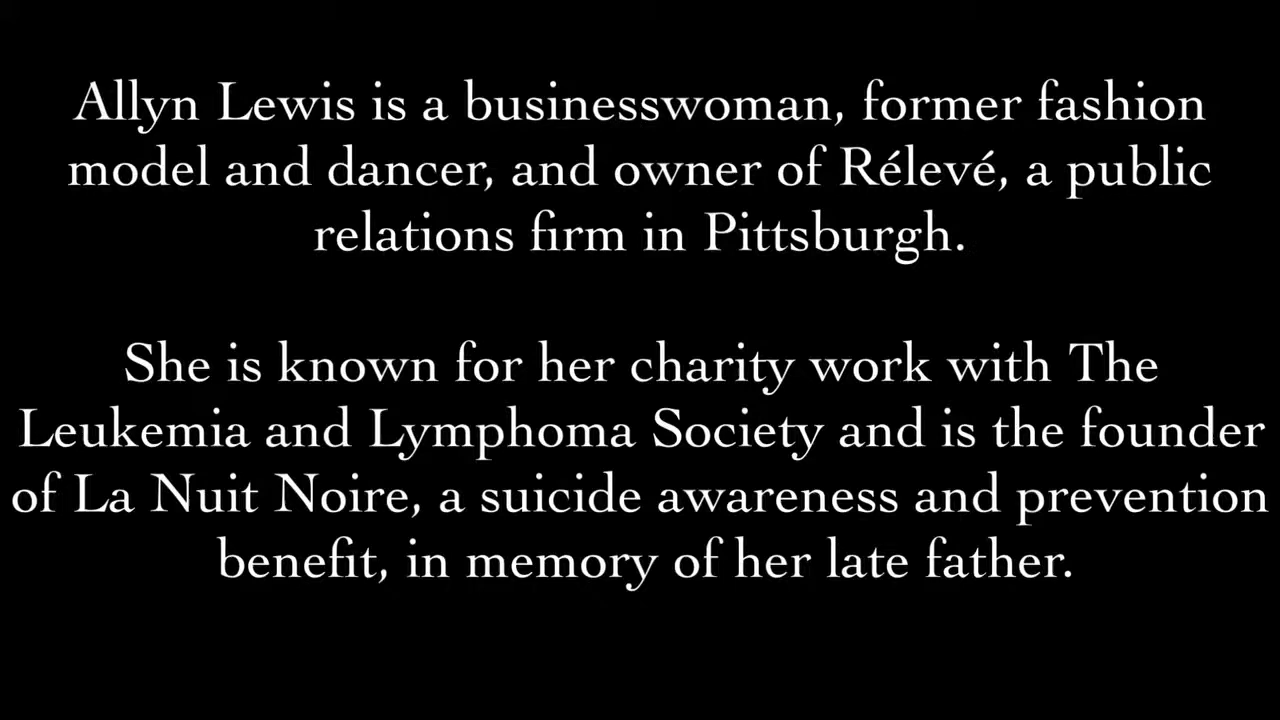 Allyn Lewis is a businesswoman, former fashion
model and dancer, and owner of Rélevé, a public
relations firm in Pittsburgh.
She is known for her charity work with The
Leukemia and Lymphoma Society and is the founder
of La Nuit Noire, a suicide awareness and prevention
benefit, in memory of her late father.